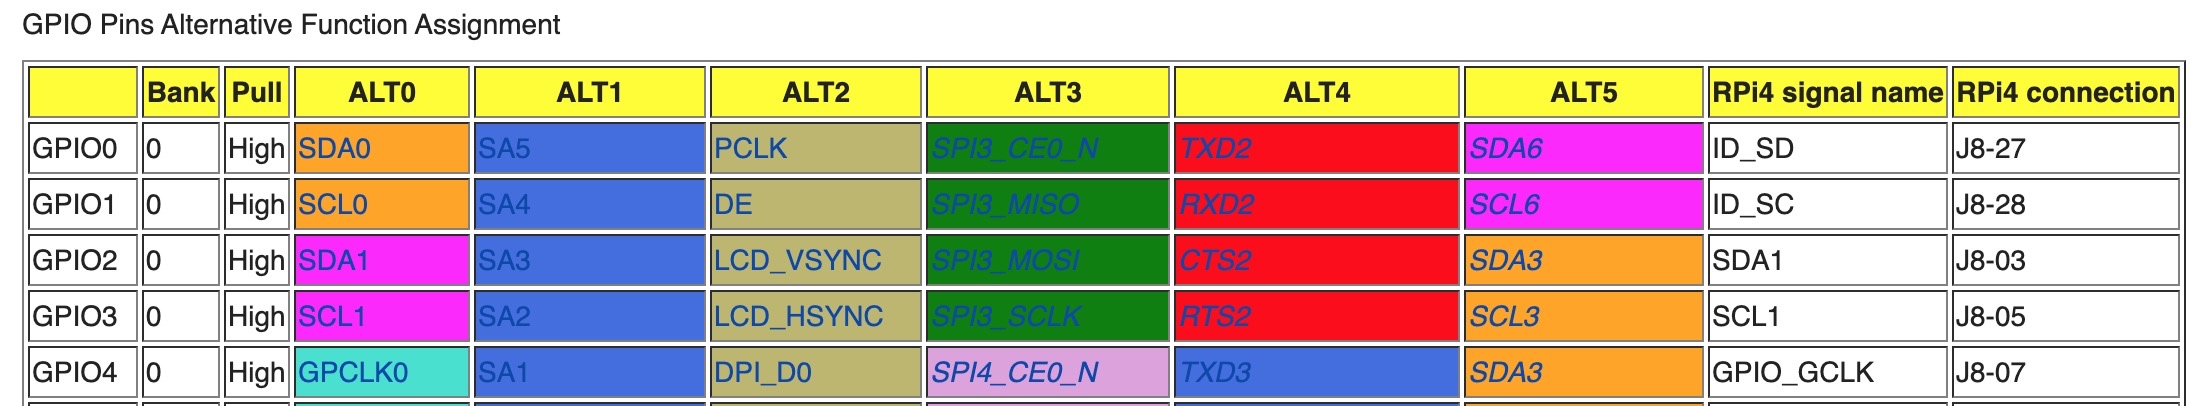 GPIO Pins Alternative Function Assignment
Bank Pull ALT0 ALT1 ALT2 ALT3 ALT4 ALT5 RPi4 signal name RPi4 connection
GPIO0 0 High SDA0 SA5 PCLK SPI3_CE0_N TXD2 SDA6 ID_SD J8-27
GPIO1 0 High SCL0 SA4 DE SPI3_MISO RXD2 SCL6 ID_SC J8-28
GPIO2 0 High SDA1 SA3 LCD_VSYNC SPI3_MOSI CTS2 SDA3 SDA1 J8-03
GPIO3 0 High SCL1 SA2 LCD_HSYNC SPI3_SCLK RTS2 SCL3 SCL1 J8-05
GPIO4 0 High GPCLK0 SA1 DPI_D0 SPI4_CE0_N TXD3 SDA3 GPIO_GCLK J8-07